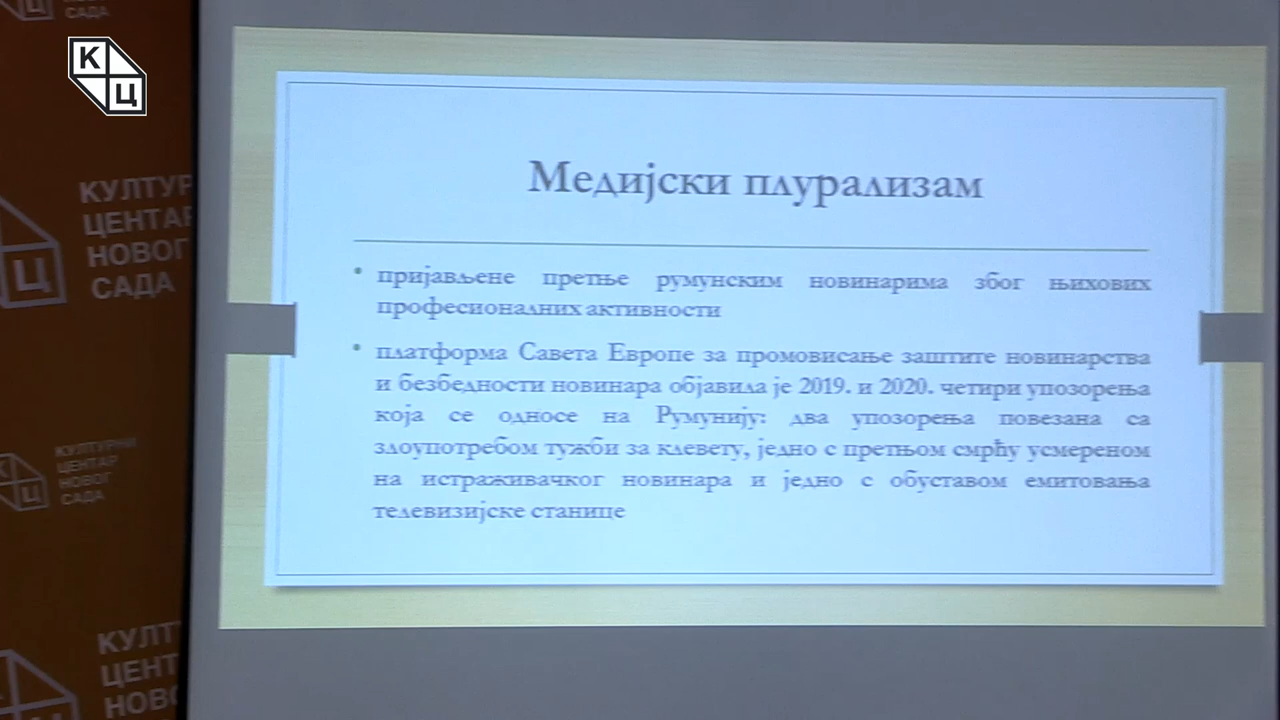 САДА
К
Ц
КУЛТУР
ЦЕНТАР
НОВОГ
САДА
Ц
КУЛТУРНИ
ЦЕНТАР
НОВОГ
САДА
КУЛТ
ЦЕНТ
НОВО
Медијски плурализам
• пријављене претње румунским новинарима због њихових
професионалних активности
• платформа Савета Европе за промовисање заштите новинарства
и безбедности новинара објавила је 2019. и 2020. четири упозорења
која се односе на Румунију: два упозорења повезана са
злоупотребом тужби за клевету, једно с претњом смрћу усмереном
на истраживачког новинара и једно с обуставом емитовања
телевизијске станице